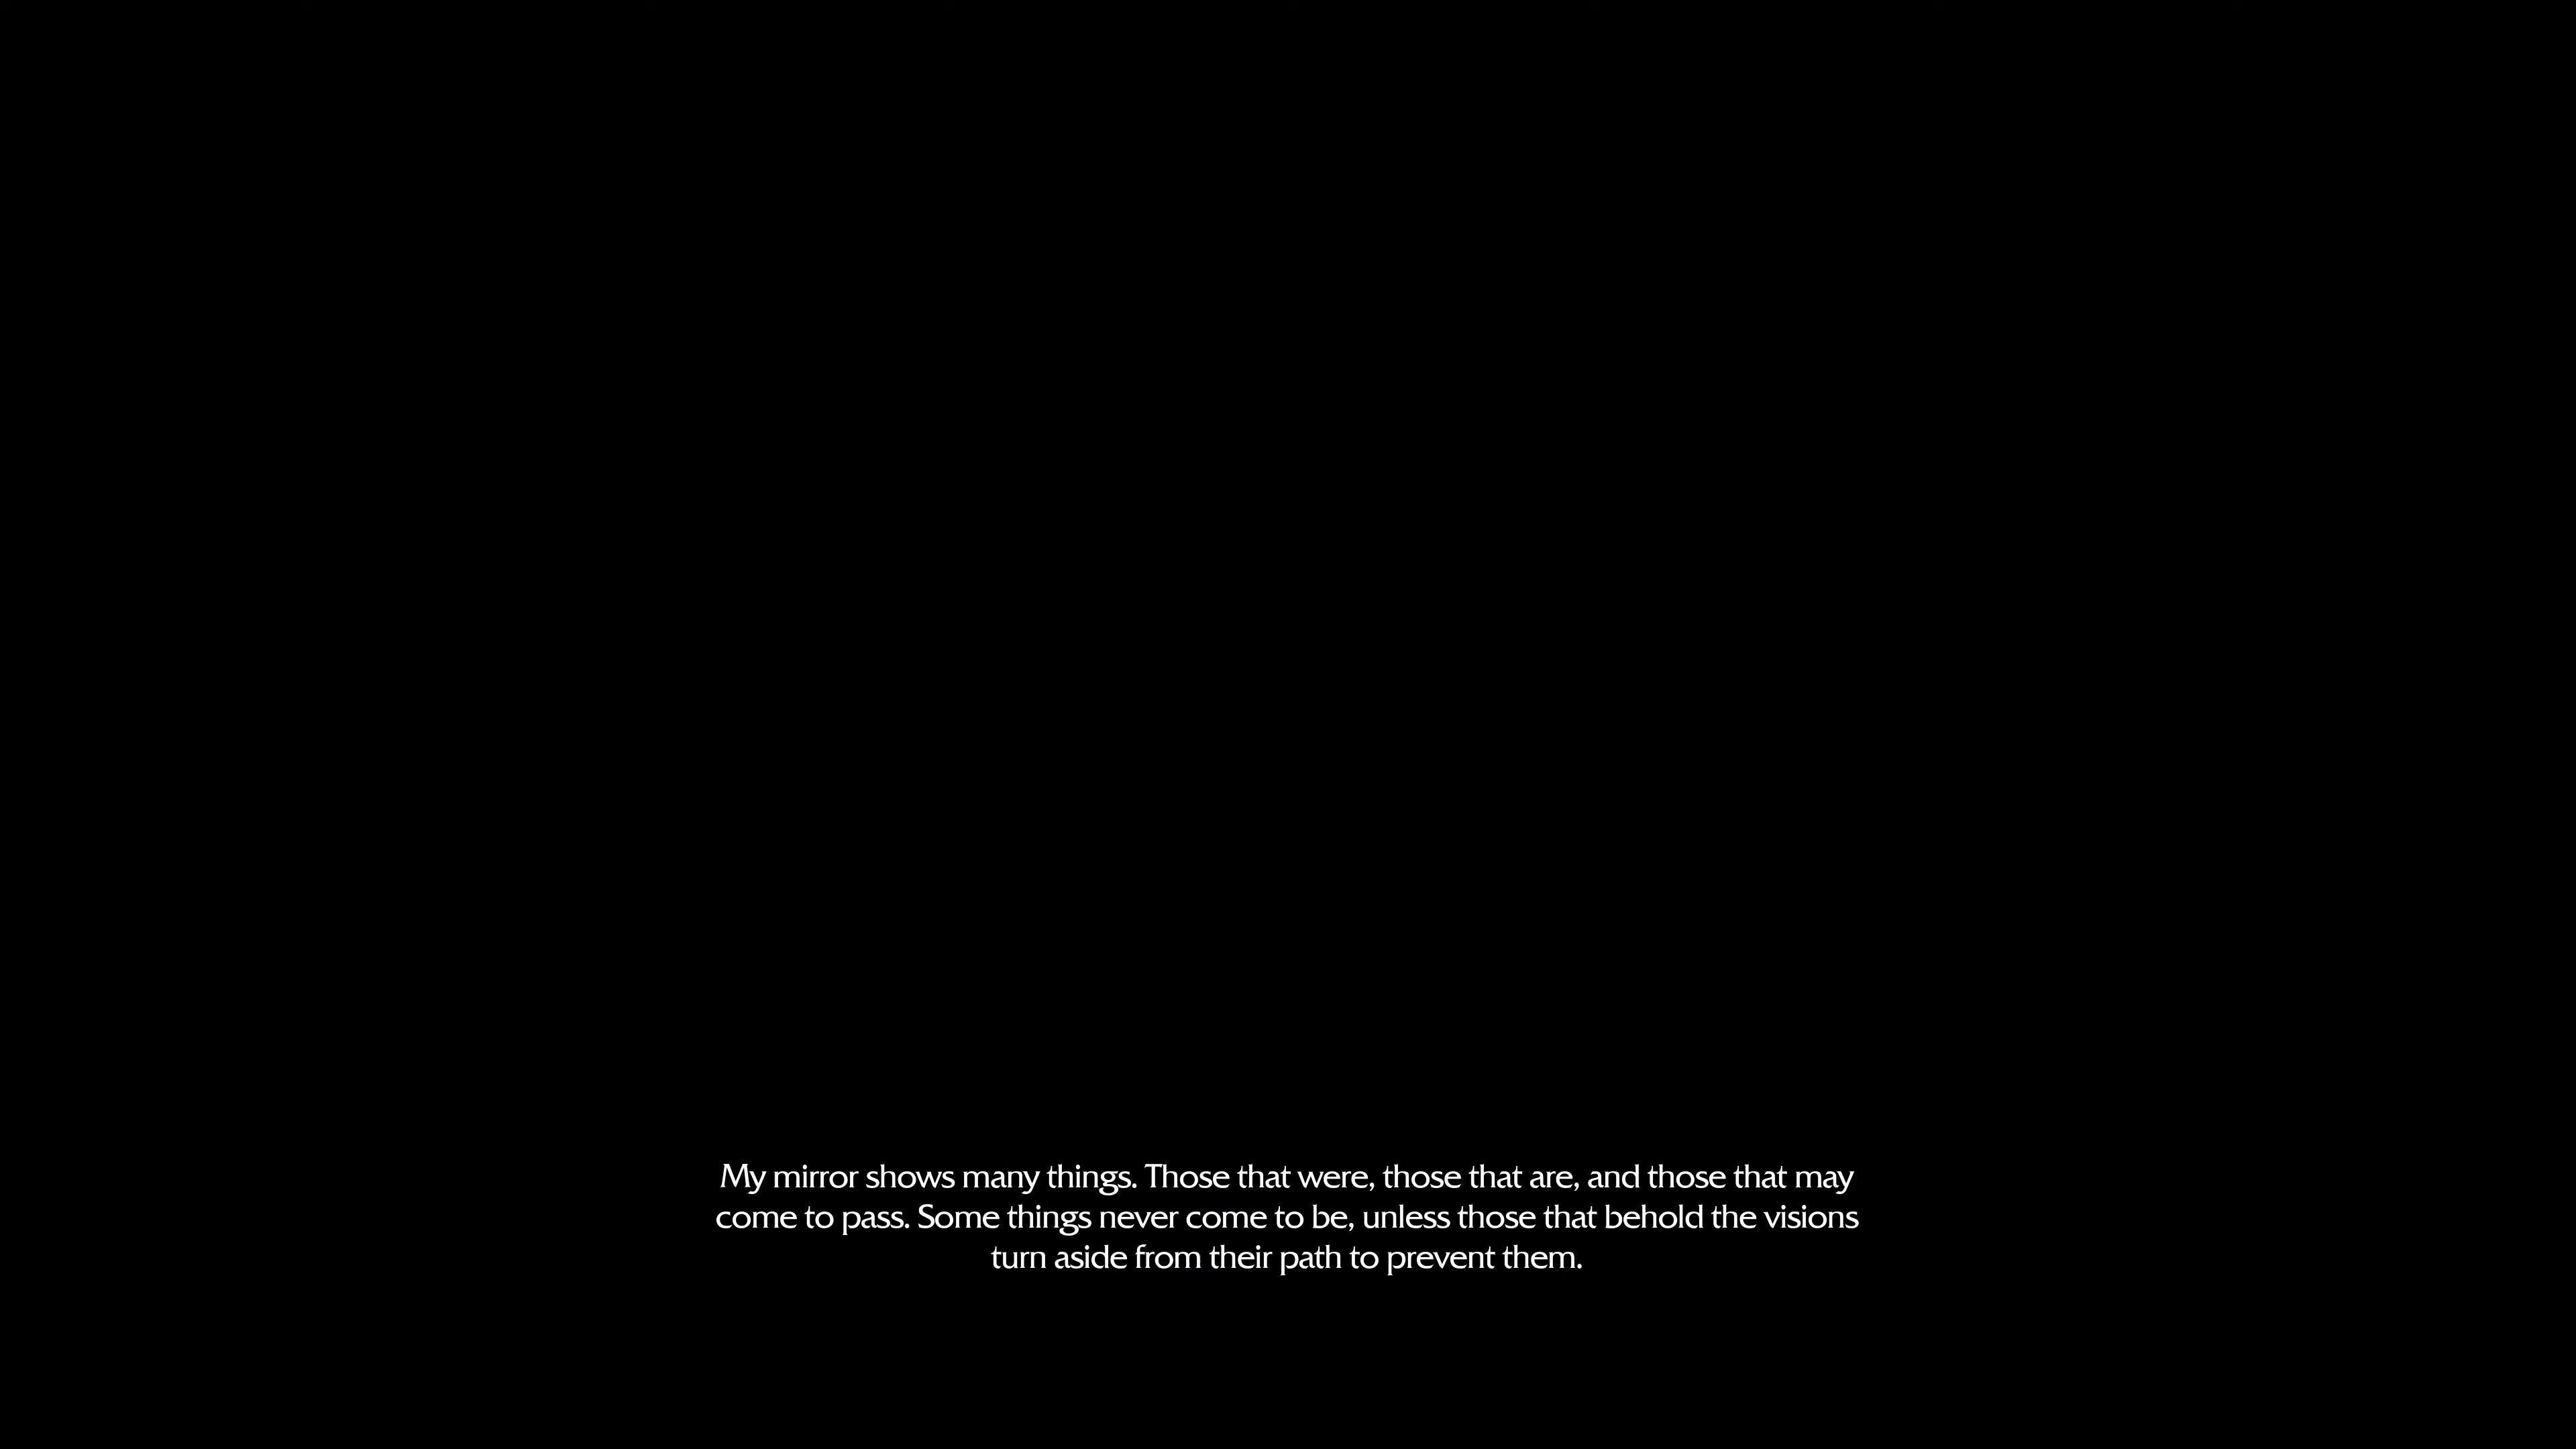 My mirror shows many things. Those that were, those that are, and those that may
come to pass. Some things never come to be, unless those that behold the visions
turn aside from their path to prevent them.